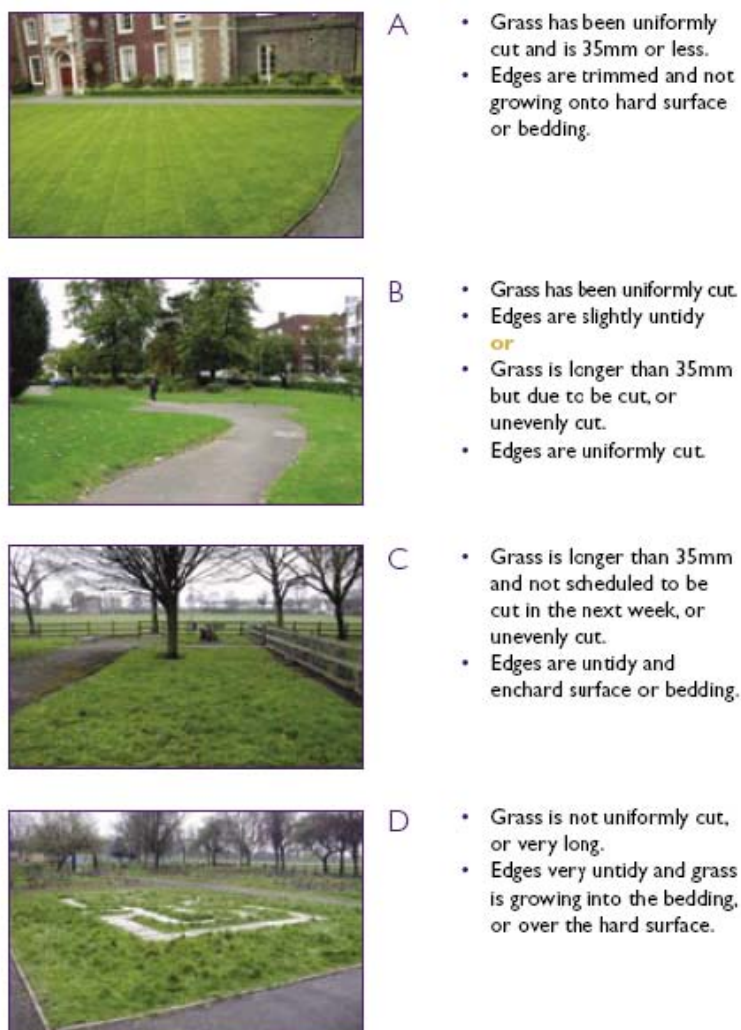 A
• Grass has been uniformly
cut and is 35mm or less.
• Edges are trimmed and not
growing onto hard surface
or bedding.
B
• Grass has been uniformly cut.
• Edges are slightly untidy
or
• Grass is longer than 35mm
but due to be cut, or
unevenly cut.
• Edges are uniformly cut.
C
• Grass is longer than 35mm
and not scheduled to be
cut in the next week, or
unevenly cut.
• Edges are untidy and
enchard surface or bedding.
D
• Grass is not uniformly cut,
or very long.
• Edges very untidy and grass
is growing into the bedding,
or over the hard surface.